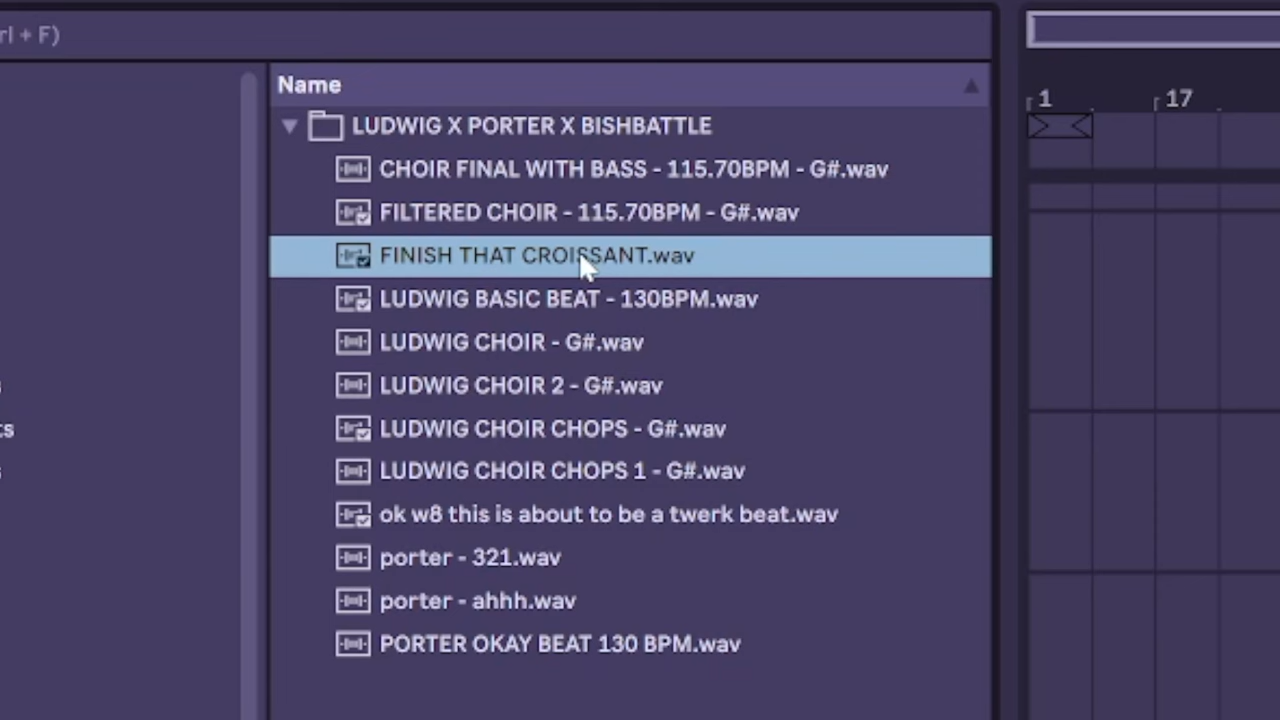 rl + F)
Name
1
17
LUDWIG X PORTER X BISHBATTLE
CHOIR FINAL WITH BASS - 115.70BPM - G#.wav
FILTERED CHOIR - 115.70BPM - G#.wav
FINISH THAT CROISSANT.wav
LUDWIG BASIC BEAT - 130BPM.wav
LUDWIG CHOIR - G#.wav
LUDWIG CHOIR 2 - G#.wav
ts
LUDWIG CHOIR CHOPS - G#.wav
LUDWIG CHOIR CHOPS 1 - G#.wav
ok w8 this is about to be a twerk beat.wav
porter - 321.wav
porter - ahhh.wav
PORTER OKAY BEAT 130 BPM.wav